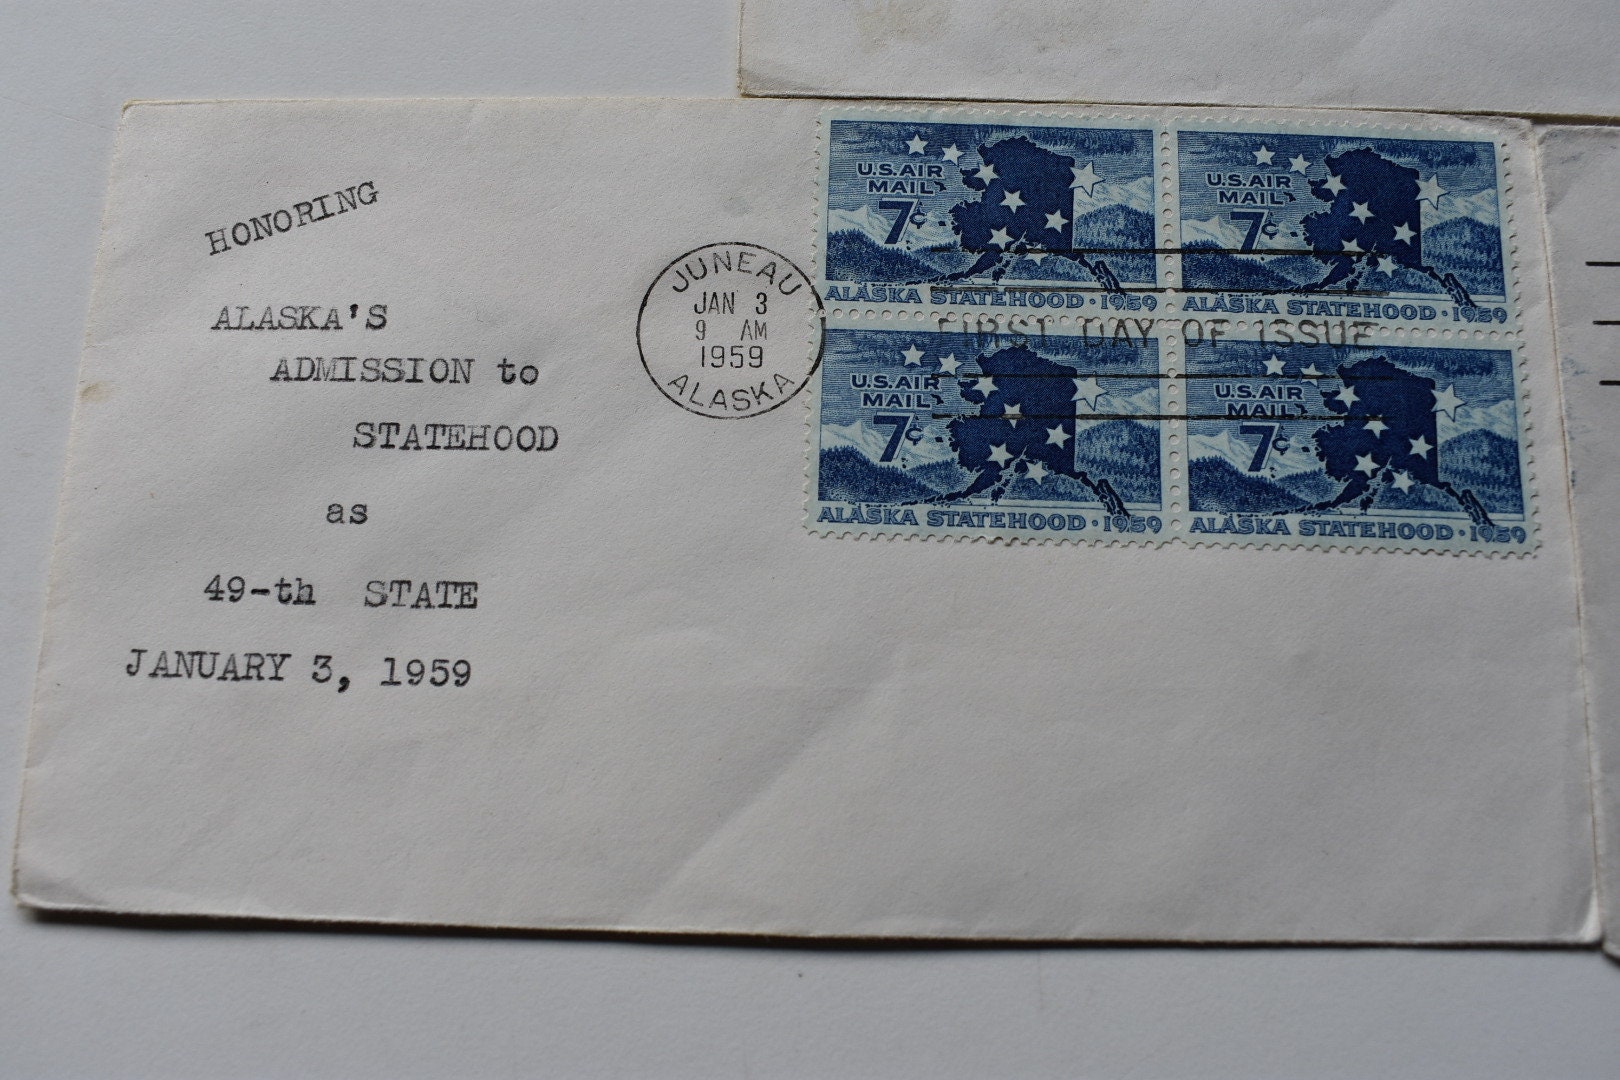 HONORING
ALASKA'S
ADMISSION to
STATEHOOD
as
49-th STATE
JANUARY 3, 1959
JUNEAU
JAN 3
9 AM
1959
ALASKA
FIRST DAY OF ISSUE
U.S. AIR
MAIL
7¢
ALASKA STATEHOOD · 1959
U.S. AIR
MAIL
7¢
ALASKA STATEHOOD · 1959
U.S. AIR
MAIL
7¢
ALASKA STATEHOOD · 1959
U.S. AIR
MAIL
7¢
ALASKA STATEHOOD · 1959